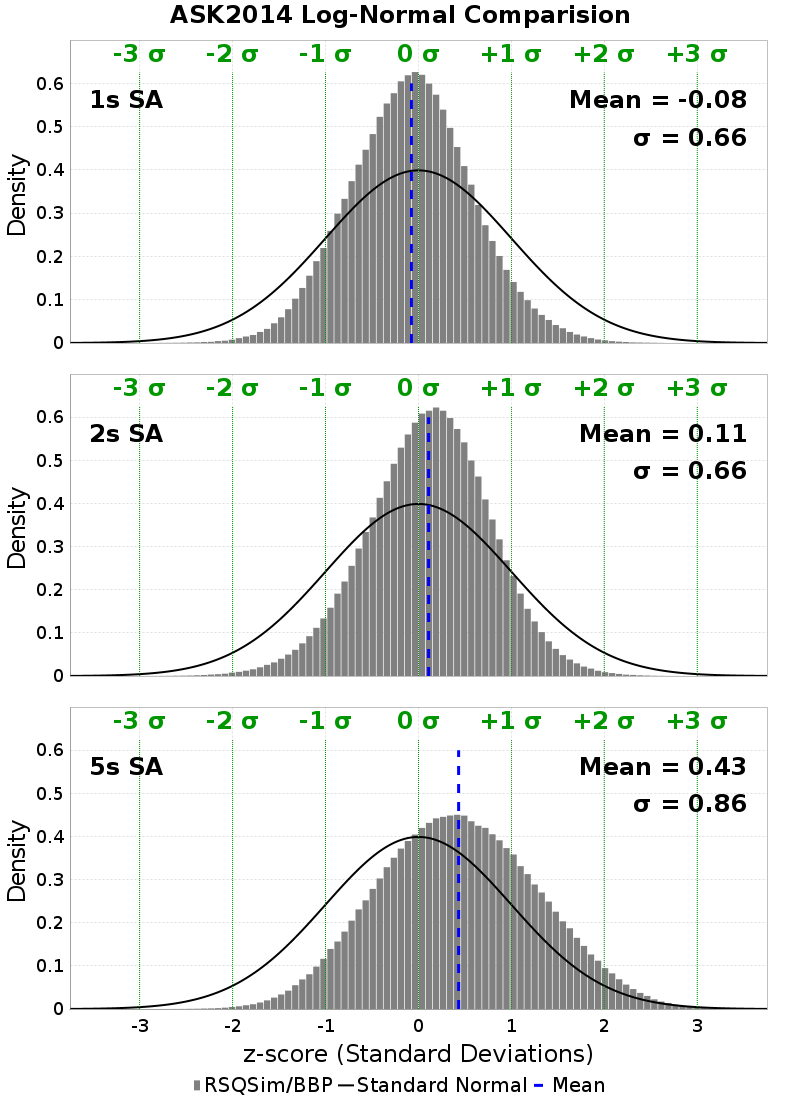 ASK2014 Log-Normal Comparision
-3 σ -2 σ -1 σ 0 σ +1 σ +2 σ +3 σ
1s SA
Mean = -0.08
σ = 0.66
Density
0.6
0.5
0.4
0.3
0.2
0.1
0
-3 σ -2 σ -1 σ 0 σ +1 σ +2 σ +3 σ
2s SA
Mean = 0.11
σ = 0.66
Density
0.6
0.5
0.4
0.3
0.2
0.1
0
-3 σ -2 σ -1 σ 0 σ +1 σ +2 σ +3 σ
5s SA
Mean = 0.43
σ = 0.86
Density
0.6
0.5
0.4
0.3
0.2
0.1
0
-3 -2 -1 0 1 2 3
z-score (Standard Deviations)
RSQSim/BBP Standard Normal Mean